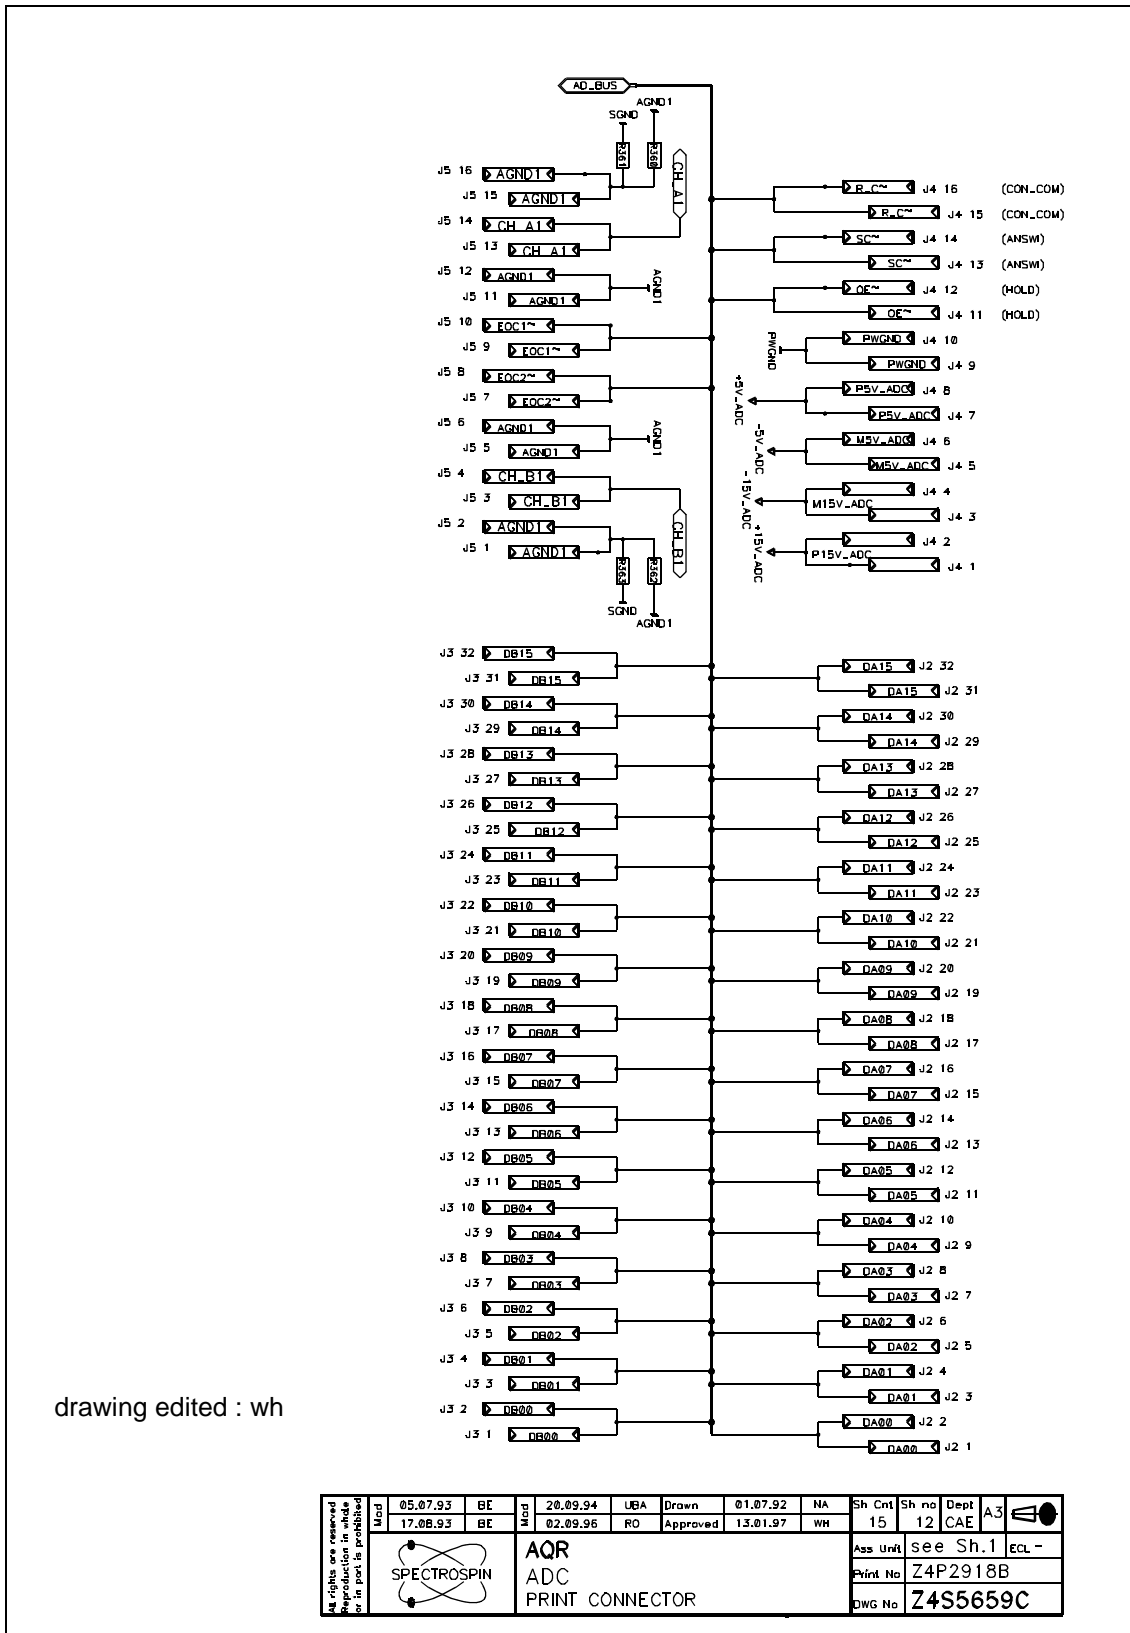 AD_BUS
AGND1
SGND
R361
R360
CH_A1
J5 16 AGND1
J5 15 AGND1
J5 14 CH_A1
J5 13 CH_A1
J5 12 AGND1
J5 11 AGND1
AGND1
J5 10 EOC1~
J5 9 EOC1~
J5 8 EOC2~
J5 7 EOC2~
J5 6 AGND1
J5 5 AGND1
AGND1
J5 4 CH_B1
J5 3 CH_B1
J5 2 AGND1
J5 1 AGND1
CH_B1
R363
R362
SGND
AGND1
R_C~ J4 16 (CON_COM)
R_C~ J4 15 (CON_COM)
SC~ J4 14 (ANSWI)
SC~ J4 13 (ANSWI)
OE~ J4 12 (HOLD)
OE~ J4 11 (HOLD)
PWGND
PWGND J4 10
PWGND J4 9
+5V_ADC
P5V_ADC J4 8
P5V_ADC J4 7
-5V_ADC
M5V_ADC J4 6
M5V_ADC J4 5
-15V_ADC
J4 4
M15V_ADC
J4 3
+15V_ADC
J4 2
P15V_ADC
J4 1
J3 32 DB15
J3 31 DB15
J3 30 DB14
J3 29 DB14
J3 28 DB13
J3 27 DB13
J3 26 DB12
J3 25 DB12
J3 24 DB11
J3 23 DB11
J3 22 DB10
J3 21 DB10
J3 20 DB09
J3 19 DB09
J3 18 DB08
J3 17 DB08
J3 16 DB07
J3 15 DB07
J3 14 DB06
J3 13 DB06
J3 12 DB05
J3 11 DB05
J3 10 DB04
J3 9 DB04
J3 8 DB03
J3 7 DB03
J3 6 DB02
J3 5 DB02
J3 4 DB01
J3 3 DB01
J3 2 DB00
J3 1 DB00
DA15 J2 32
DA15 J2 31
DA14 J2 30
DA14 J2 29
DA13 J2 28
DA13 J2 27
DA12 J2 26
DA12 J2 25
DA11 J2 24
DA11 J2 23
DA10 J2 22
DA10 J2 21
DA09 J2 20
DA09 J2 19
DA08 J2 18
DA08 J2 17
DA07 J2 16
DA07 J2 15
DA06 J2 14
DA06 J2 13
DA05 J2 12
DA05 J2 11
DA04 J2 10
DA04 J2 9
DA03 J2 8
DA03 J2 7
DA02 J2 6
DA02 J2 5
DA01 J2 4
DA01 J2 3
DA00 J2 2
DA00 J2 1
drawing edited : wh
All rights are reserved
Reproduction in whole
or in part is prohibited
Mod 05.07.93 BE Mod 20.09.94 UBA Drawn 01.07.92 NA
17.08.93 BE 02.09.96 RO Approved 13.01.97 WH
Sh Cnt Sh no Dept A3
15 12 CAE
SPECTROSPIN
AQR
ADC
PRINT CONNECTOR
Ass Unit see Sh.1 ECL -
Print No Z4P2918B
DWG No Z4S5659C